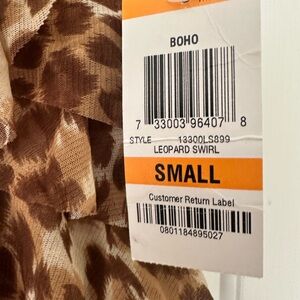 BOHO
7 33003 96407 8
STYLE 13300LS899
LEOPARD SWIRL
SMALL
Customer Return Label
0801184895027